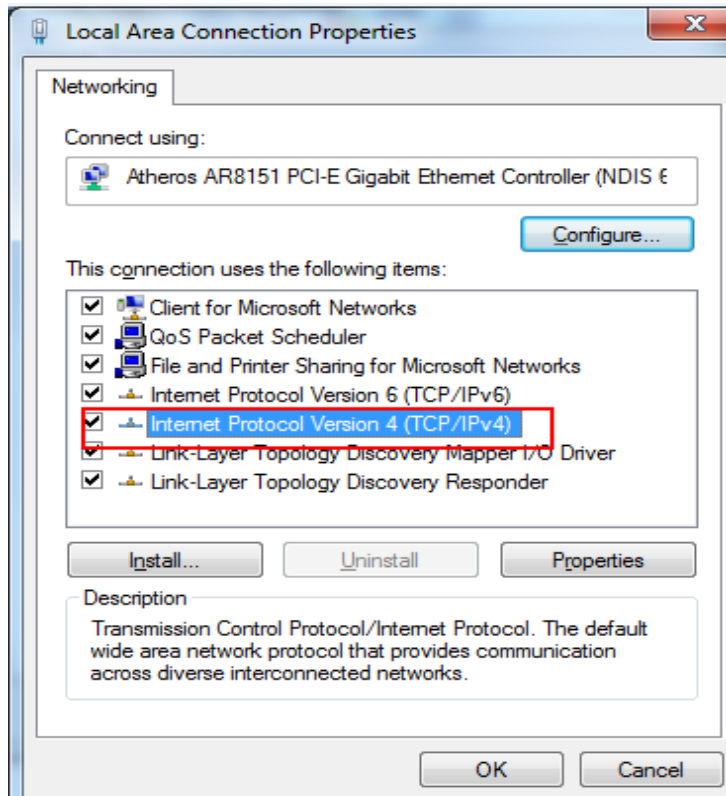 Local Area Connection Properties
Networking
Connect using:
Atheros AR8151 PCI-E Gigabit Ethernet Controller (NDIS 6
Configure...
This connection uses the following items:
Client for Microsoft Networks
QoS Packet Scheduler
File and Printer Sharing for Microsoft Networks
Internet Protocol Version 6 (TCP/IPv6)
Internet Protocol Version 4 (TCP/IPv4)
Link-Layer Topology Discovery Mapper I/O Driver
Link-Layer Topology Discovery Responder
Install... Uninstall Properties
Description
Transmission Control Protocol/Internet Protocol. The default
wide area network protocol that provides communication
across diverse interconnected networks.
OK Cancel